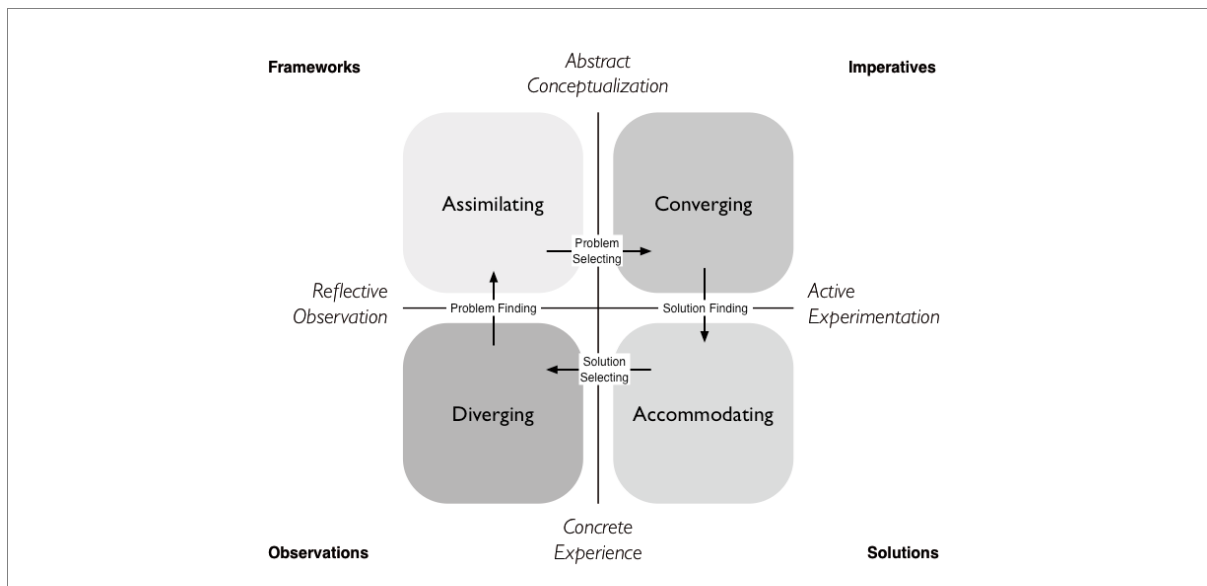 Frameworks
Abstract
Conceptualization
Imperatives
Assimilating
Converging
Problem
Selecting
Reflective
Observation
Problem Finding
Solution Finding
Active
Experimentation
Solution
Selecting
Diverging
Accommodating
Observations
Concrete
Experience
Solutions